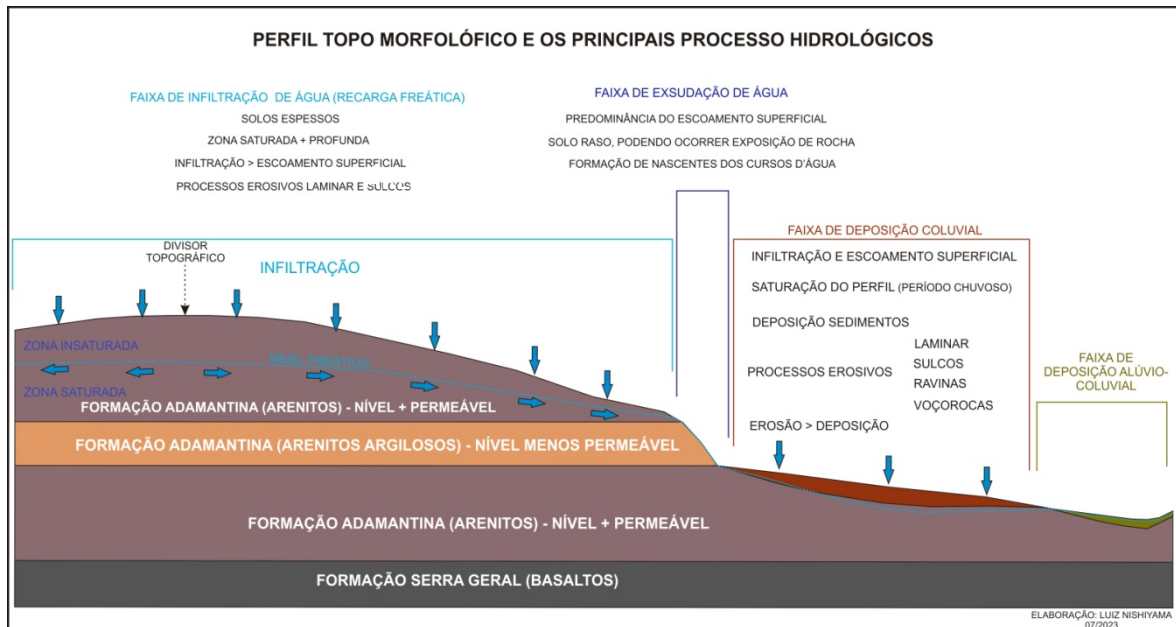 PERFIL TOPO MORFOLÓFICO E OS PRINCIPAIS PROCESSO HIDROLÓGICOS
FAIXA DE INFILTRAÇÃO DE ÁGUA (RECARGA FREÁTICA)
SOLOS ESPESSOS
ZONA SATURADA + PROFUNDA
INFILTRAÇÃO > ESCOAMENTO SUPERFICIAL
PROCESSOS EROSIVOS LAMINAR E SULCOS
FAIXA DE EXSUDAÇÃO DE ÁGUA
PREDOMINÂNCIA DO ESCOAMENTO SUPERFICIAL
SOLO RASO, PODENDO OCORRER EXPOSIÇÃO DE ROCHA
FORMAÇÃO DE NASCENTES DOS CURSOS D'ÁGUA
FAIXA DE DEPOSIÇÃO COLUVIAL
INFILTRAÇÃO E ESCOAMENTO SUPERFICIAL
SATURAÇÃO DO PERFIL (PERÍODO CHUVOSO)
DEPOSIÇÃO SEDIMENTOS
PROCESSOS EROSIVOS
LAMINAR
SULCOS
RAVINAS
VOÇOROCAS
EROSÃO > DEPOSIÇÃO
FAIXA DE
DEPOSIÇÃO ALÚVIO-
COLUVIAL
DIVISOR
TOPOGRÁFICO
INFILTRAÇÃO
ZONA INSATURADA
NÍVEL FREÁTICO
ZONA SATURADA
FORMAÇÃO ADAMANTINA (ARENITOS) - NÍVEL + PERMEÁVEL
FORMAÇÃO ADAMANTINA (ARENITOS ARGILOSOS) - NÍVEL MENOS PERMEÁVEL
FORMAÇÃO ADAMANTINA (ARENITOS) - NÍVEL + PERMEÁVEL
FORMAÇÃO SERRA GERAL (BASALTOS)
ELABORAÇÃO: LUIZ NISHIYAMA
07/2023